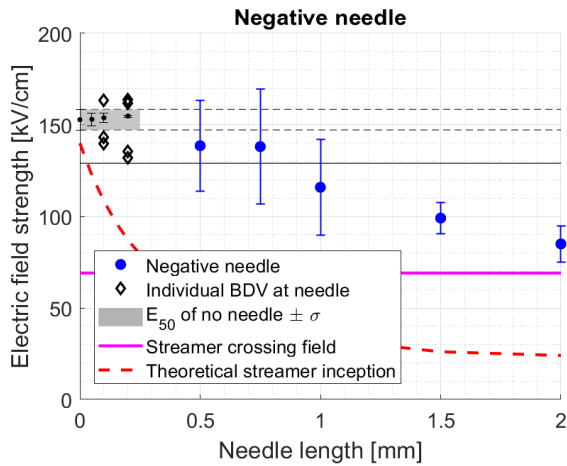 Negative needle
Electric field strength [kV/cm]
200
150
100
50
0
Negative needle
Individual BDV at needle
E50 of no needle ± σ
Streamer crossing field
Theoretical streamer inception
0 0.5 1 1.5 2
Needle length [mm]